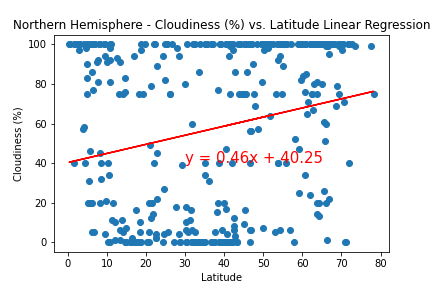 Northern Hemisphere - Cloudiness (%) vs. Latitude Linear Regression
100
80
60
40
20
0
Cloudiness (%)
y = 0.46x + 40.25
0 10 20 30 40 50 60 70 80
Latitude